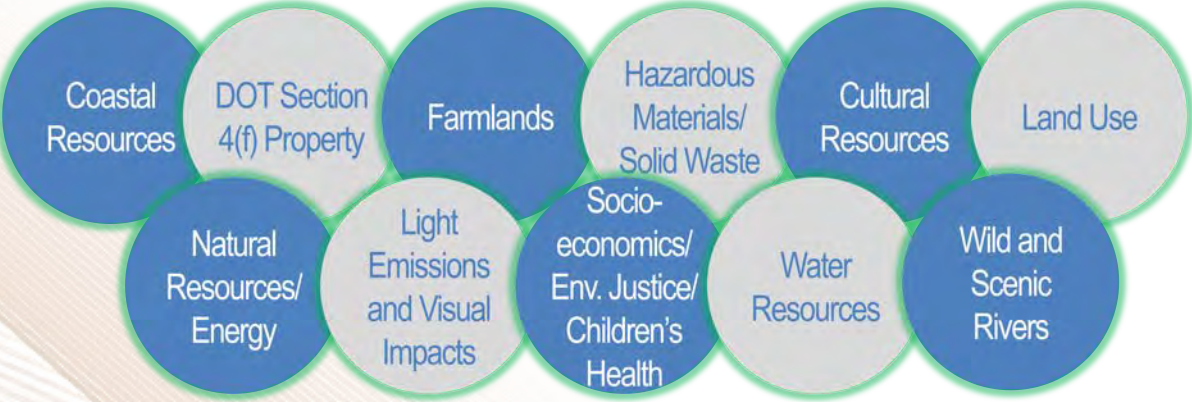 Coastal
Resources
DOT Section
4(f) Property
Farmlands
Hazardous
Materials/
Solid Waste
Cultural
Resources
Land Use
Natural
Resources/
Energy
Light
Emissions
and Visual
Impacts
Socio-
economics/
Env. Justice/
Children's
Health
Water
Resources
Wild and
Scenic
Rivers